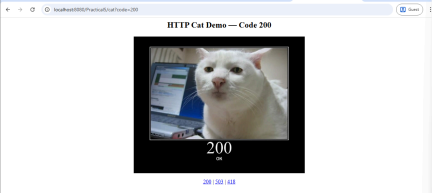 localhost:8080/Practical5/cat?code=200
Guest
HTTP Cat Demo — Code 200
200
OK
200 | 503 | 418